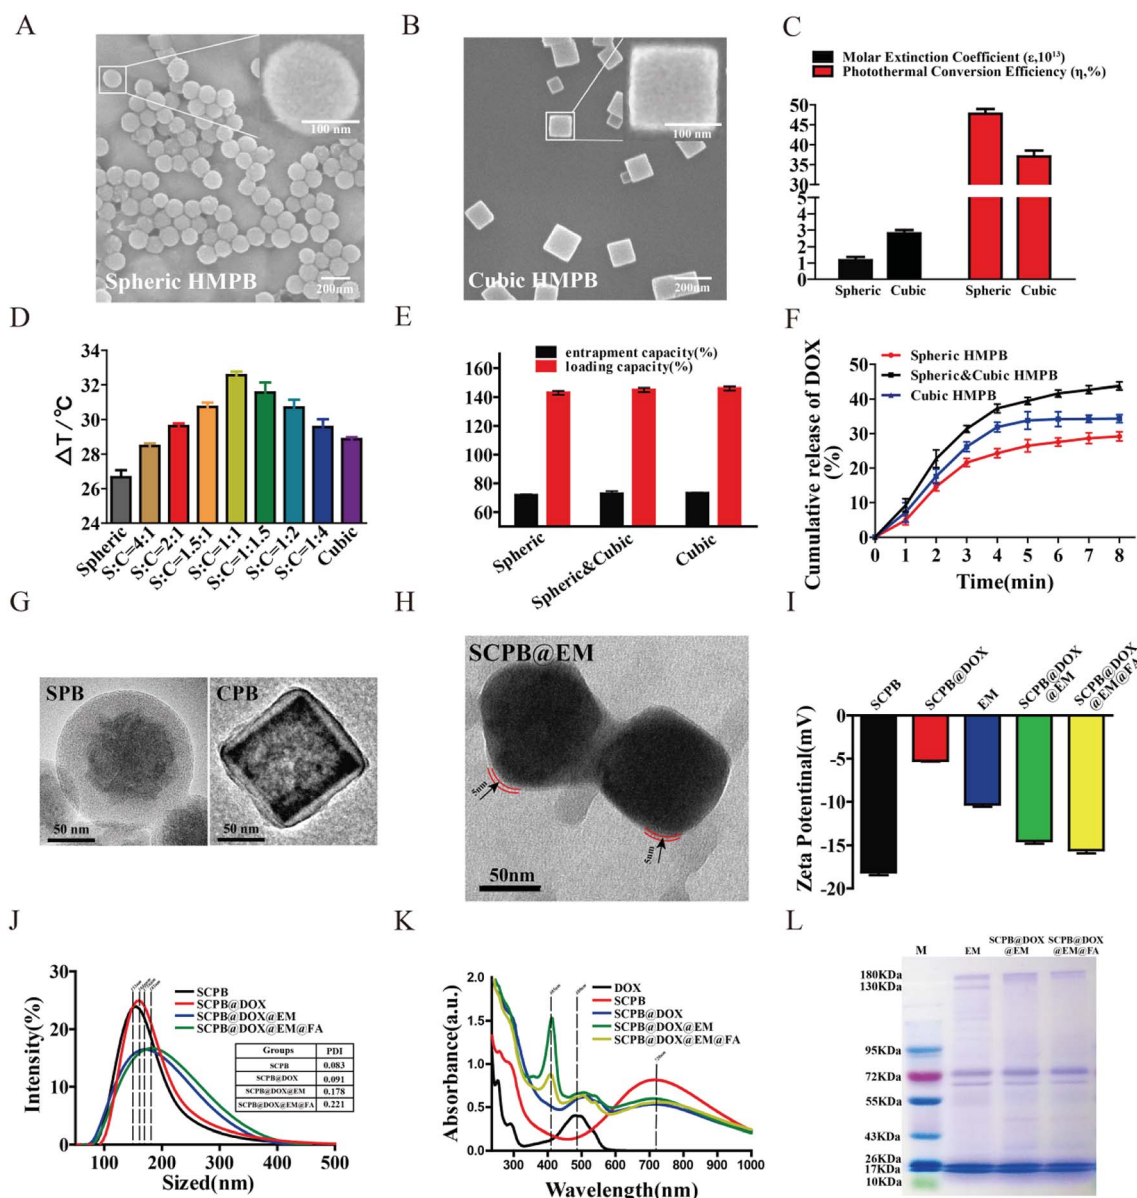 A
100 nm
Spheric HMPB
200nm
B
100 nm
Cubic HMPB
200nm
C
Molar Extinction Coefficient (ε,10¹³)
Photothermal Conversion Efficiency (η,%)
50
45
40
35
30
5
4
3
2
1
0
Spheric Cubic Spheric Cubic
D
ΔT/℃
34
32
30
28
26
24
Spheric
S:C=4:1
S:C=2:1
S:C=1.5:1
S:C=1:1
S:C=1:1.5
S:C=1:2
S:C=1:4
Cubic
E
entrapment capacity(%)
loading capacity(%)
160
140
120
100
80
60
Spheric
Spheric&Cubic
Cubic
F
Cumulative release of DOX
(%)
50
40
30
20
10
0
Spheric HMPB
Spheric&Cubic HMPB
Cubic HMPB
0 1 2 3 4 5 6 7 8
Time(min)
G
SPB
50 nm
CPB
50 nm
H
SCPB@EM
5nm
5nm
50nm
I
SCPB
SCPB@DOX
EM
SCPB@DOX
@EM
SCPB@DOX
@EM@FA
Zeta Potentinal(mV)
0
-5
-10
-15
-20
J
Intensity(%)
30
20
10
0
SCPB
SCPB@DOX
SCPB@DOX@EM
SCPB@DOX@EM@FA
Groups PDI
SCPB 0.083
SCPB@DOX 0.091
SCPB@DOX@EM 0.178
SCPB@DOX@EM@FA 0.221
100 200 300 400 500
Sized(nm)
K
Absorbance(a.u.)
2.0
1.5
1.0
0.5
0.0
DOX
SCPB
SCPB@DOX
SCPB@DOX@EM
SCPB@DOX@EM@FA
300 400 500 600 700 800 1000
Wavelength(nm)
L
M EM SCPB@DOX
@EM SCPB@DOX
@EM@FA
180KDa
130KDa
95KDa
72KDa
55KDa
43KDa
26KDa
17KDa
10KDa